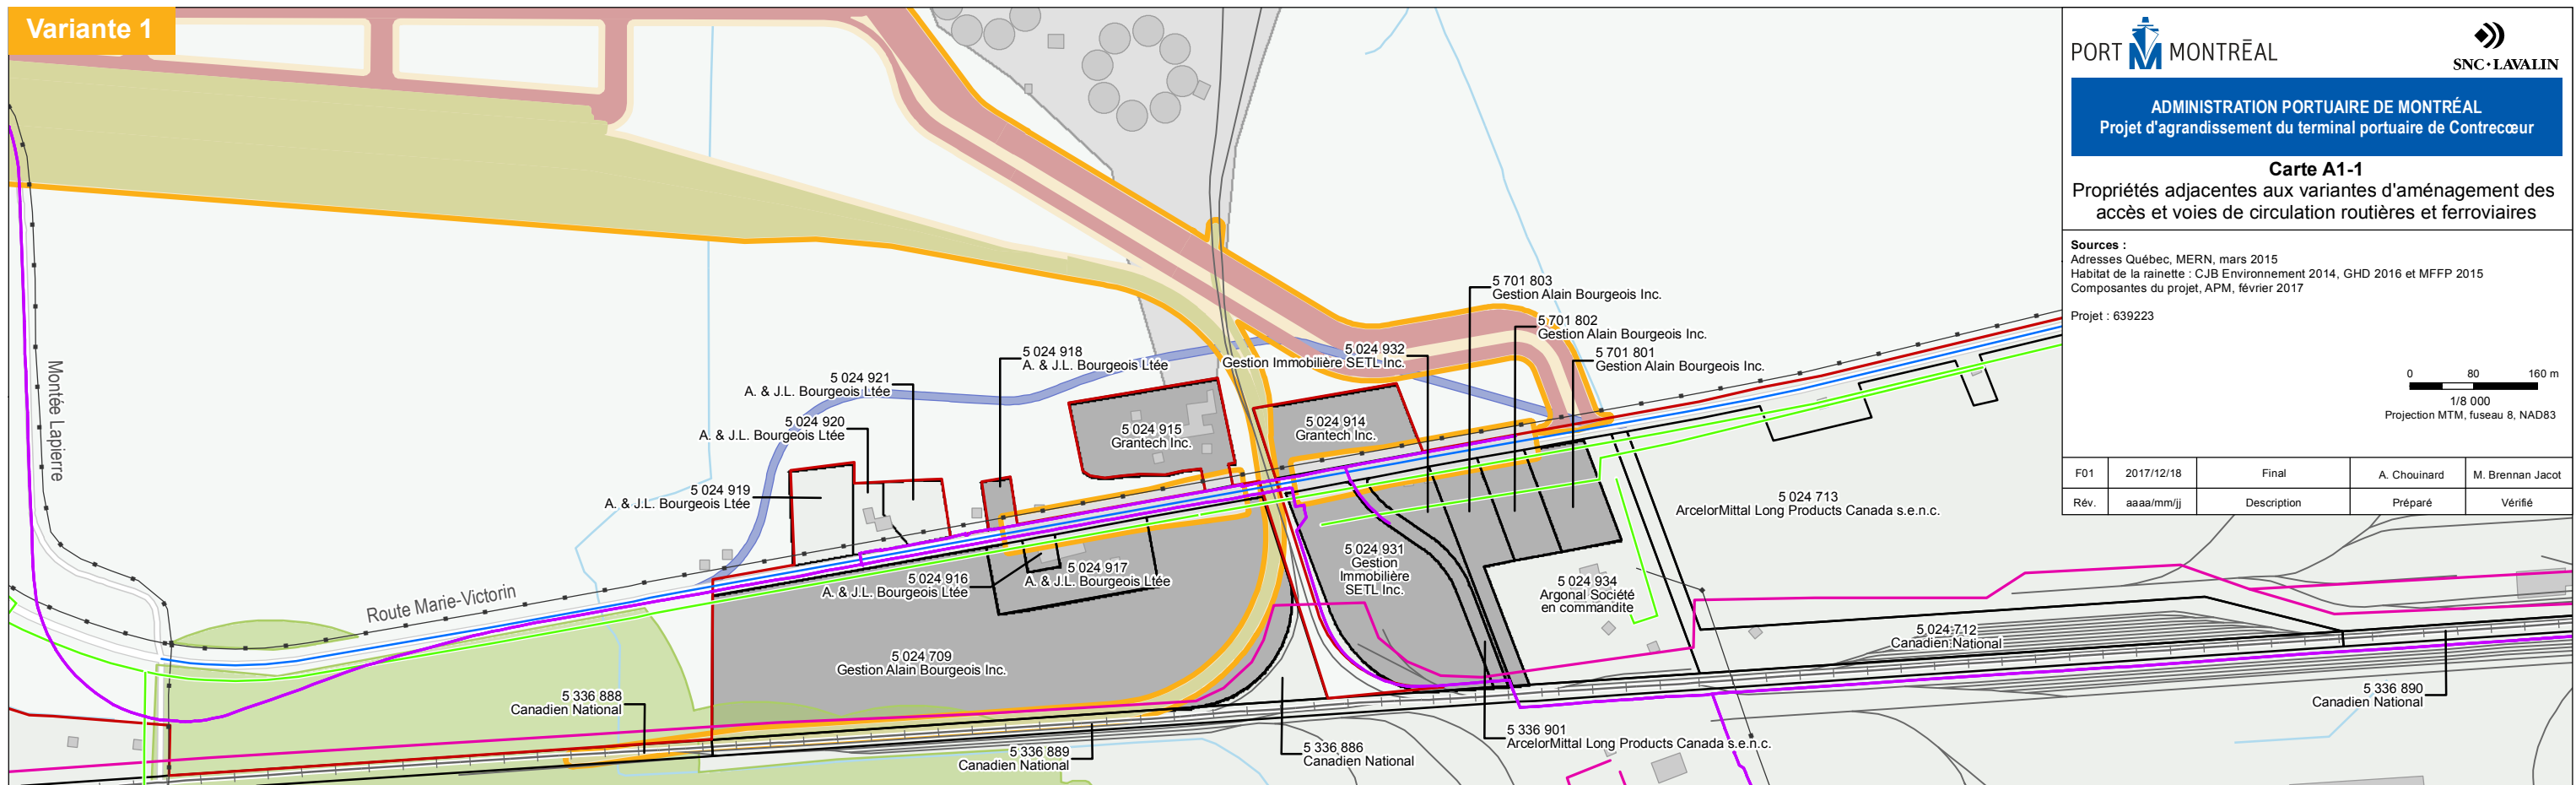 Variante 1
PORT MONTRÉAL
SNC • LAVALIN
ADMINISTRATION PORTUAIRE DE MONTRÉAL
Projet d'agrandissement du terminal portuaire de Contrecœur
Carte A1-1
Propriétés adjacentes aux variantes d'aménagement des
accès et voies de circulation routières et ferroviaires
Sources :
Adresses Québec, MERN, mars 2015
Habitat de la rainette : CJB Environnement 2014, GHD 2016 et MFFP 2015
Composantes du projet, APM, février 2017
Projet : 639223
0 80 160 m
1/8 000
Projection MTM, fuseau 8, NAD83
F01 2017/12/18 Final A. Chouinard M. Brennan Jacot
Rév. aaaa/mm/jj Description Préparé Vérifié
5 701 803
Gestion Alain Bourgeois Inc.
5 701 802
Gestion Alain Bourgeois Inc.
5 701 801
Gestion Alain Bourgeois Inc.
5 024 932
Gestion Immobilière SETL Inc.
5 024 918
A. & J.L. Bourgeois Ltée
5 024 921
A. & J.L. Bourgeois Ltée
5 024 920
A. & J.L. Bourgeois Ltée
5 024 919
A. & J.L. Bourgeois Ltée
5 024 915
Grantech Inc.
5 024 914
Grantech Inc.
5 024 713
ArcelorMittal Long Products Canada s.e.n.c.
Montée Lapierre
Route Marie-Victorin
5 024 916
A. & J.L. Bourgeois Ltée
5 024 917
A. & J.L. Bourgeois Ltée
5 024 931
Gestion
Immobilière
SETL Inc.
5 024 934
Argonal Société
en commandite
5 024 712
Canadien National
5 024 709
Gestion Alain Bourgeois Inc.
5 336 888
Canadien National
5 336 889
Canadien National
5 336 886
Canadien National
5 336 901
ArcelorMittal Long Products Canada s.e.n.c.
5 336 890
Canadien National